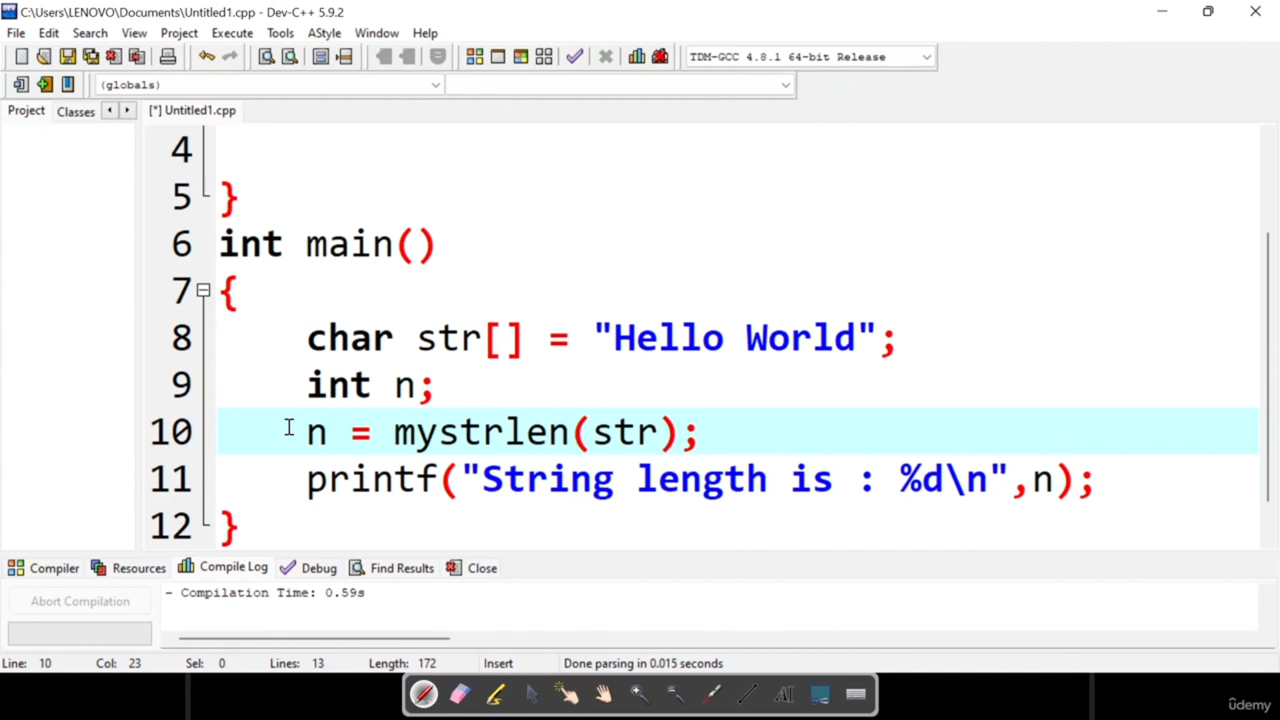 C:\Users\LENOVO\Documents\Untitled1.cpp - Dev-C++ 5.9.2
File Edit Search View Project Execute Tools AStyle Window Help
TDM-GCC 4.8.1 64-bit Release
(globals)
Project Classes [*] Untitled1.cpp
4
5 }
6 int main()
7 {
8 char str[] = "Hello World";
9 int n;
10 n = mystrlen(str);
11 printf("String length is : %d\n",n);
12 }
Compiler Resources Compile Log Debug Find Results Close
Abort Compilation
- Compilation Time: 0.59s
Line: 10 Col: 23 Sel: 0 Lines: 13 Length: 172 Insert Done parsing in 0.015 seconds
AI
ûdemy